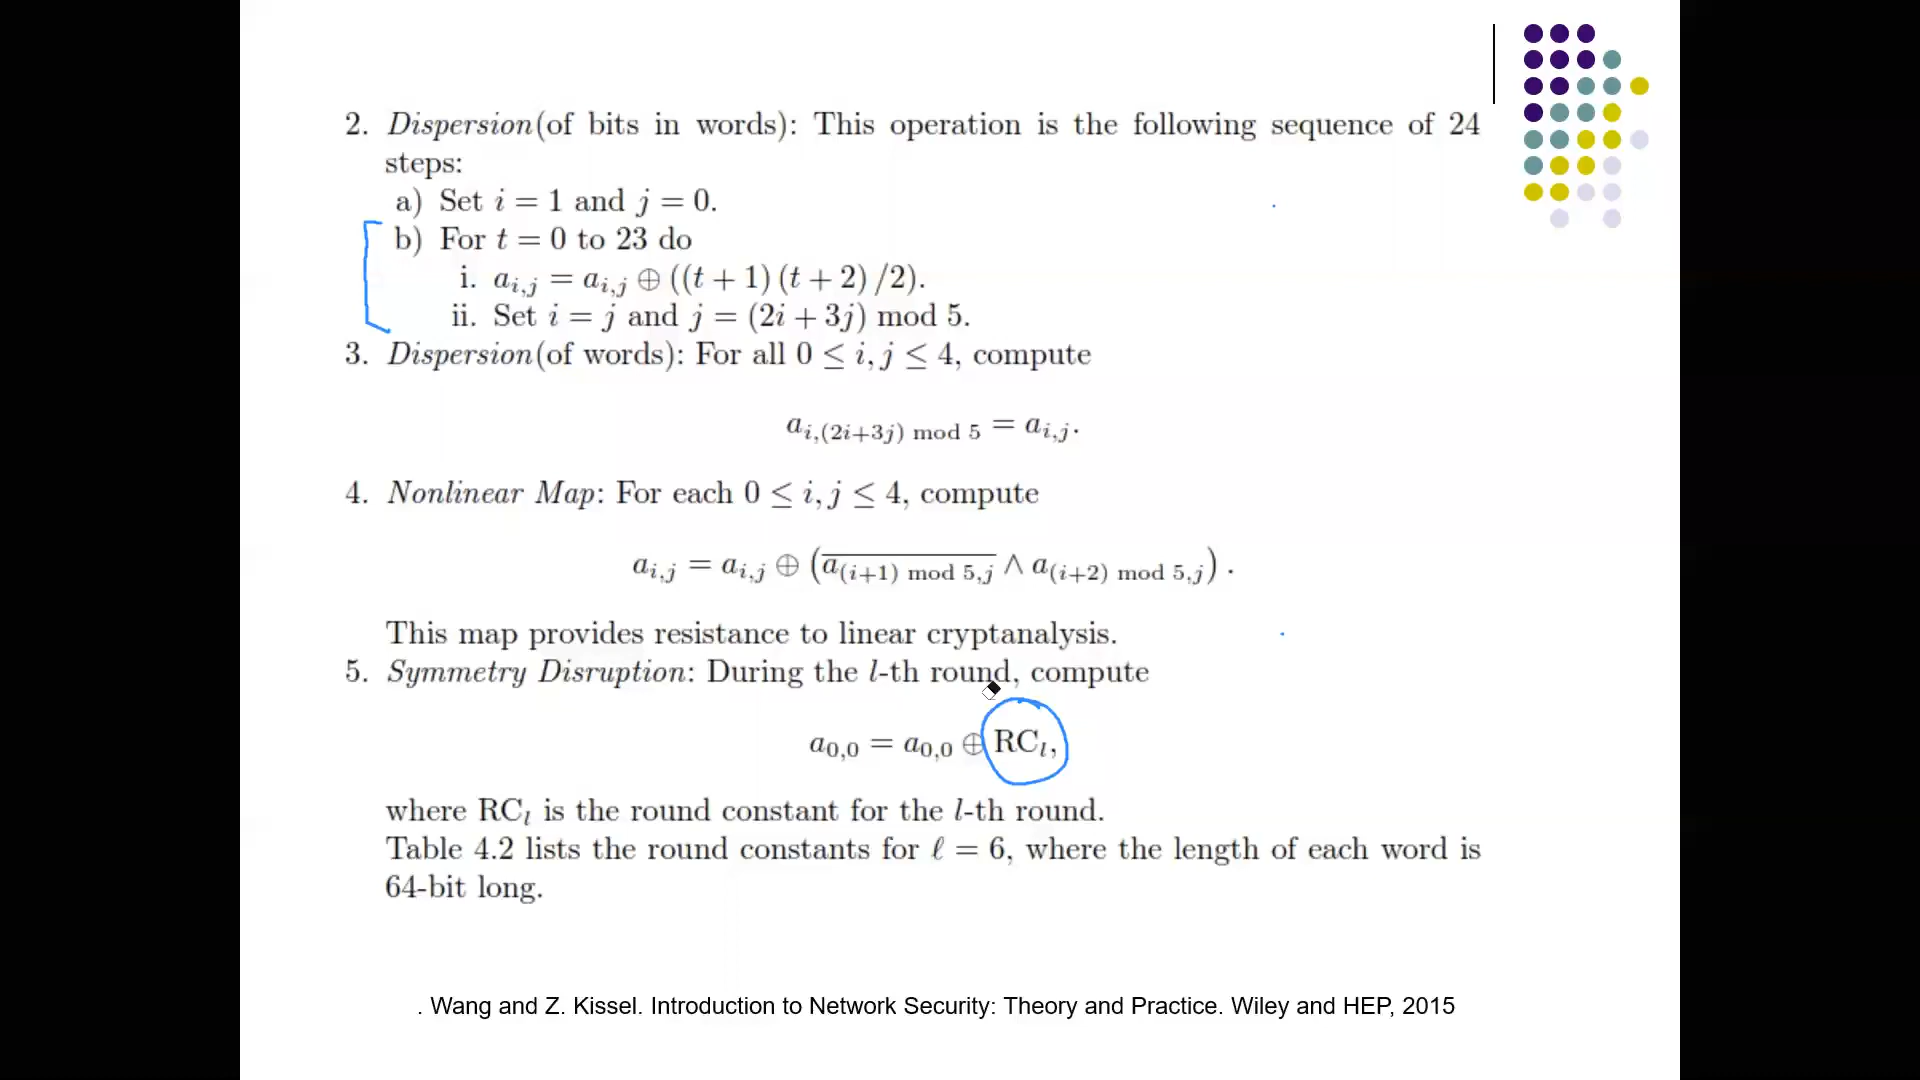 2. Dispersion(of bits in words): This operation is the following sequence of 24
steps:
a) Set i = 1 and j = 0.
b) For t = 0 to 23 do
i. a_{i,j} = a_{i,j} ⊕ ((t + 1) (t + 2) /2).
ii. Set i = j and j = (2i + 3j) mod 5.
3. Dispersion(of words): For all 0 ≤ i, j ≤ 4, compute
a_{i,(2i+3j) mod 5} = a_{i,j}.
4. Nonlinear Map: For each 0 ≤ i, j ≤ 4, compute
a_{i,j} = a_{i,j} ⊕ (\overline{a_{(i+1) mod 5,j}} ∧ a_{(i+2) mod 5,j}) .
This map provides resistance to linear cryptanalysis.
5. Symmetry Disruption: During the l-th round, compute
a_{0,0} = a_{0,0} ⊕ RC_l,
where RC_l is the round constant for the l-th round.
Table 4.2 lists the round constants for ℓ = 6, where the length of each word is
64-bit long.
. Wang and Z. Kissel. Introduction to Network Security: Theory and Practice. Wiley and HEP, 2015